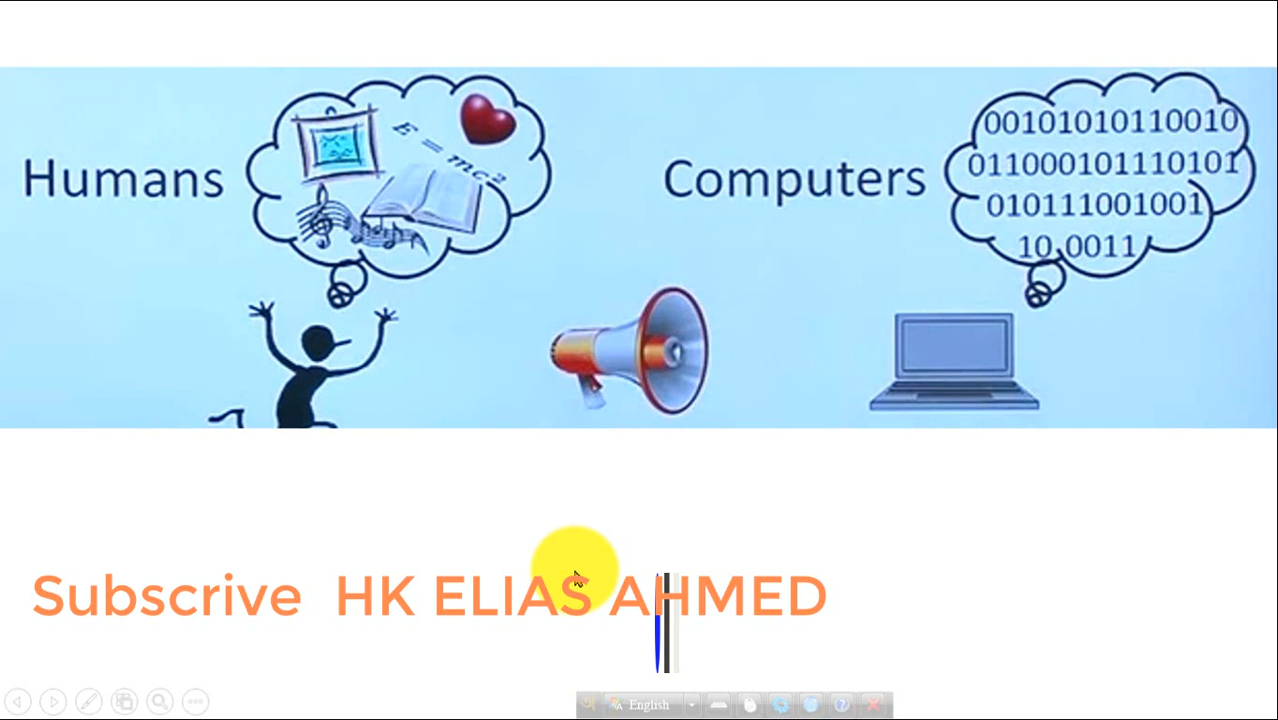 Humans
E = mc²
Computers
00101010110010
011000101110101
010111001001
10 0011
Subscrive HK ELIAS AHMED
English